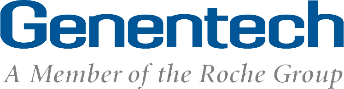 Genentech
A Member of the Roche Group